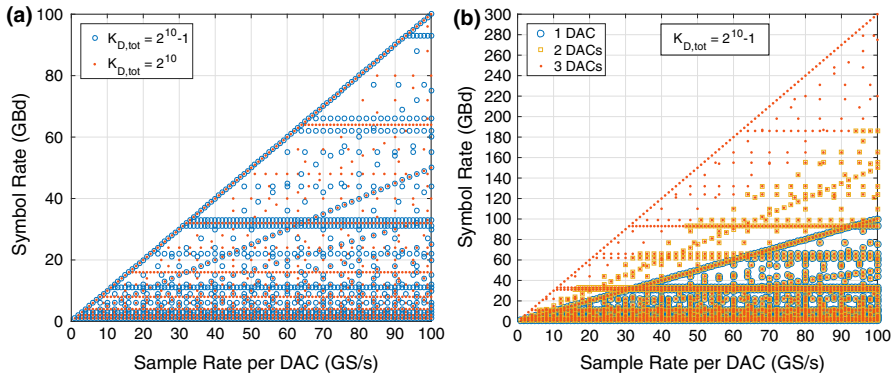 (a)
K_D,tot = 2^10-1
K_D,tot = 2^10
Symbol Rate (GBd)
100
80
60
40
20
0
0 10 20 30 40 50 60 70 80 90 100
Sample Rate per DAC (GS/s)
(b)
1 DAC
2 DACs
3 DACs
K_D,tot = 2^10-1
Symbol Rate (GBd)
300
280
260
240
220
200
180
160
140
120
100
80
60
40
20
0
0 10 20 30 40 50 60 70 80 90 100
Sample Rate per DAC (GS/s)